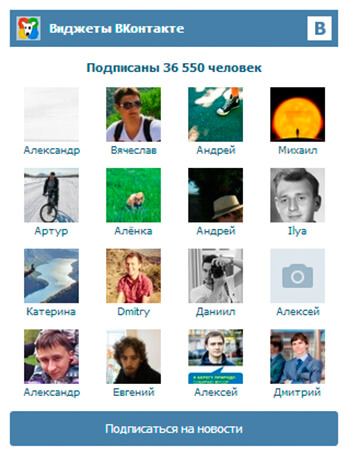 Виджеты ВКонтакте B
Подписаны 36 550 человек
Александр Вячеслав Андрей Михаил
Артур Алёнка Андрей Ilya
Катерина Dmitry Даниил Алексей
Александр Евгений Алексей Дмитрий
Подписаться на новости